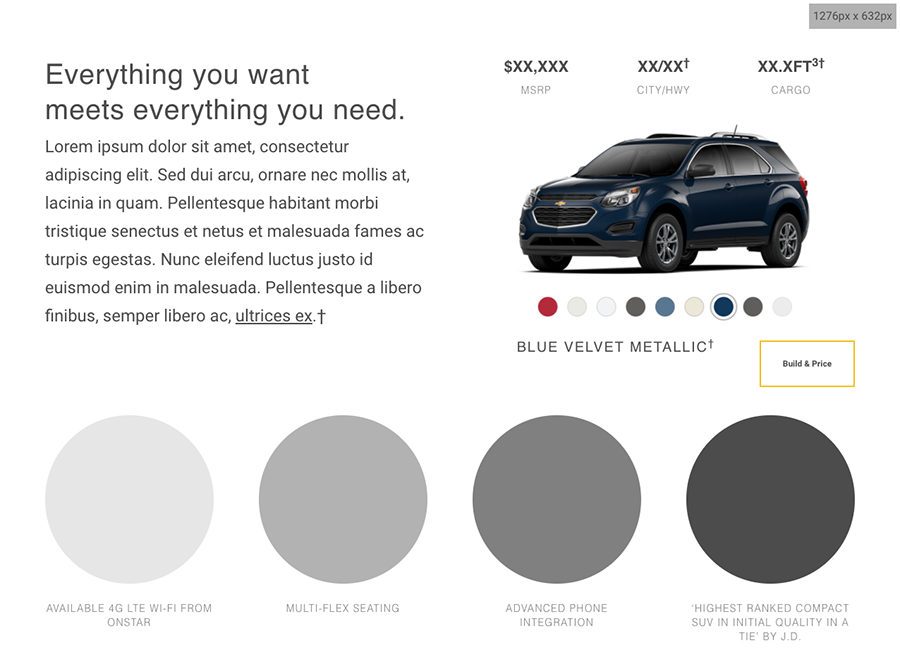 1276px x 632px
Everything you want
meets everything you need.
Lorem ipsum dolor sit amet, consectetur
adipiscing elit. Sed dui arcu, ornare nec mollis at,
lacinia in quam. Pellentesque habitant morbi
tristique senectus et netus et malesuada fames ac
turpis egestas. Nunc eleifend luctus justo id
euismod enim in malesuada. Pellentesque a libero
finibus, semper libero ac, ultrices ex.†
$XX,XXX XX/XX† XX.XFT3†
MSRP CITY/HWY CARGO
BLUE VELVET METALLIC†
Build & Price
AVAILABLE 4G LTE WI-FI FROM
ONSTAR
MULTI-FLEX SEATING
ADVANCED PHONE
INTEGRATION
‘HIGHEST RANKED COMPACT
SUV IN INITIAL QUALITY IN A
TIE’ BY J.D.